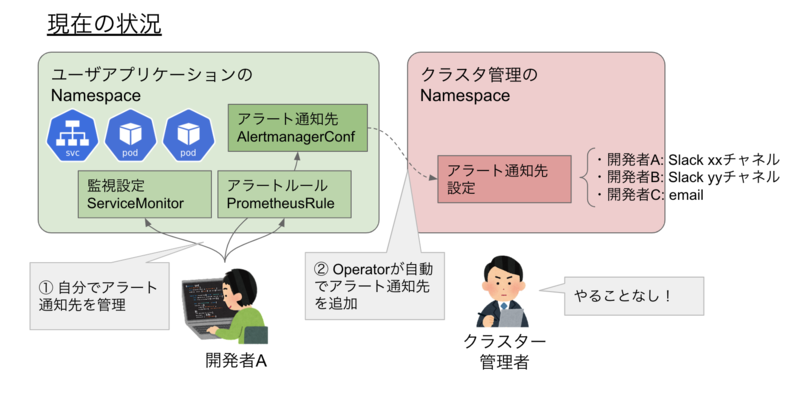 現在の状況
ユーザアプリケーションの
Namespace
svc
pod
pod
アラート通知先
AlertmanagerConf
監視設定
ServiceMonitor
アラートルール
PrometheusRule
クラスタ管理の
Namespace
アラート通知先
設定
・開発者A: Slack xxチャネル
・開発者B: Slack yyチャネル
・開発者C: email
① 自分でアラート
通知先を管理
開発者A
② Operatorが自動
でアラート通知先
を追加
クラスター
管理者
やることなし！